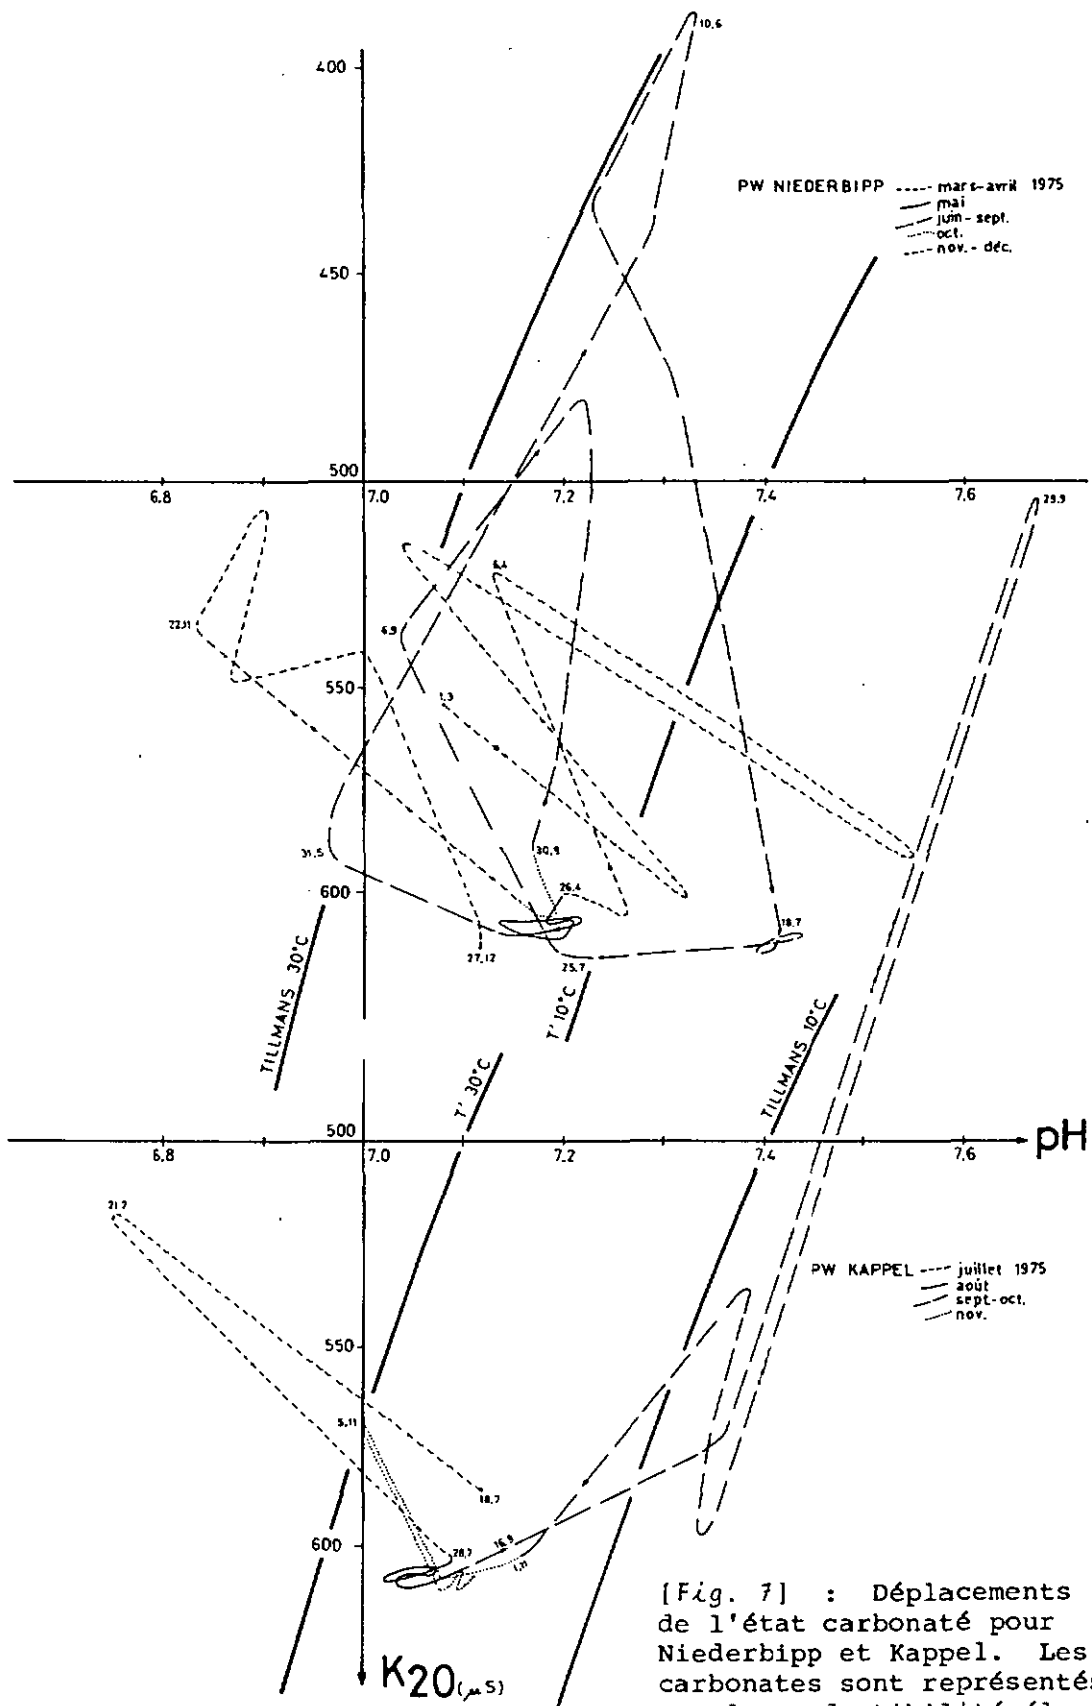 10.6
400
PW NIEDERBIPP ----- mars-avril 1975
mai
juin-sept.
oct.
nov.-déc.
450
500
6.8
7.0
7.2
7.4
7.6
29.9
6.4
22.11
6.9
1.3
550
31.5
30.9
26.4
600
18.7
27.12
25.7
TILLMANS 30°C
T' 10°C
T' 30°C
TILLMANS 10°C
500
6.8
7.0
7.2
7.4
7.6
pH
21.7
PW KAPPEL ----- juillet 1975
août
sept.-oct.
nov.
550
5.11
18.7
600
28.7
16.9
1.11
K20(µS)
[Fig. 7] : Déplacements
de l'état carbonaté pour
Niederbipp et Kappel. Les
carbonates sont représentés